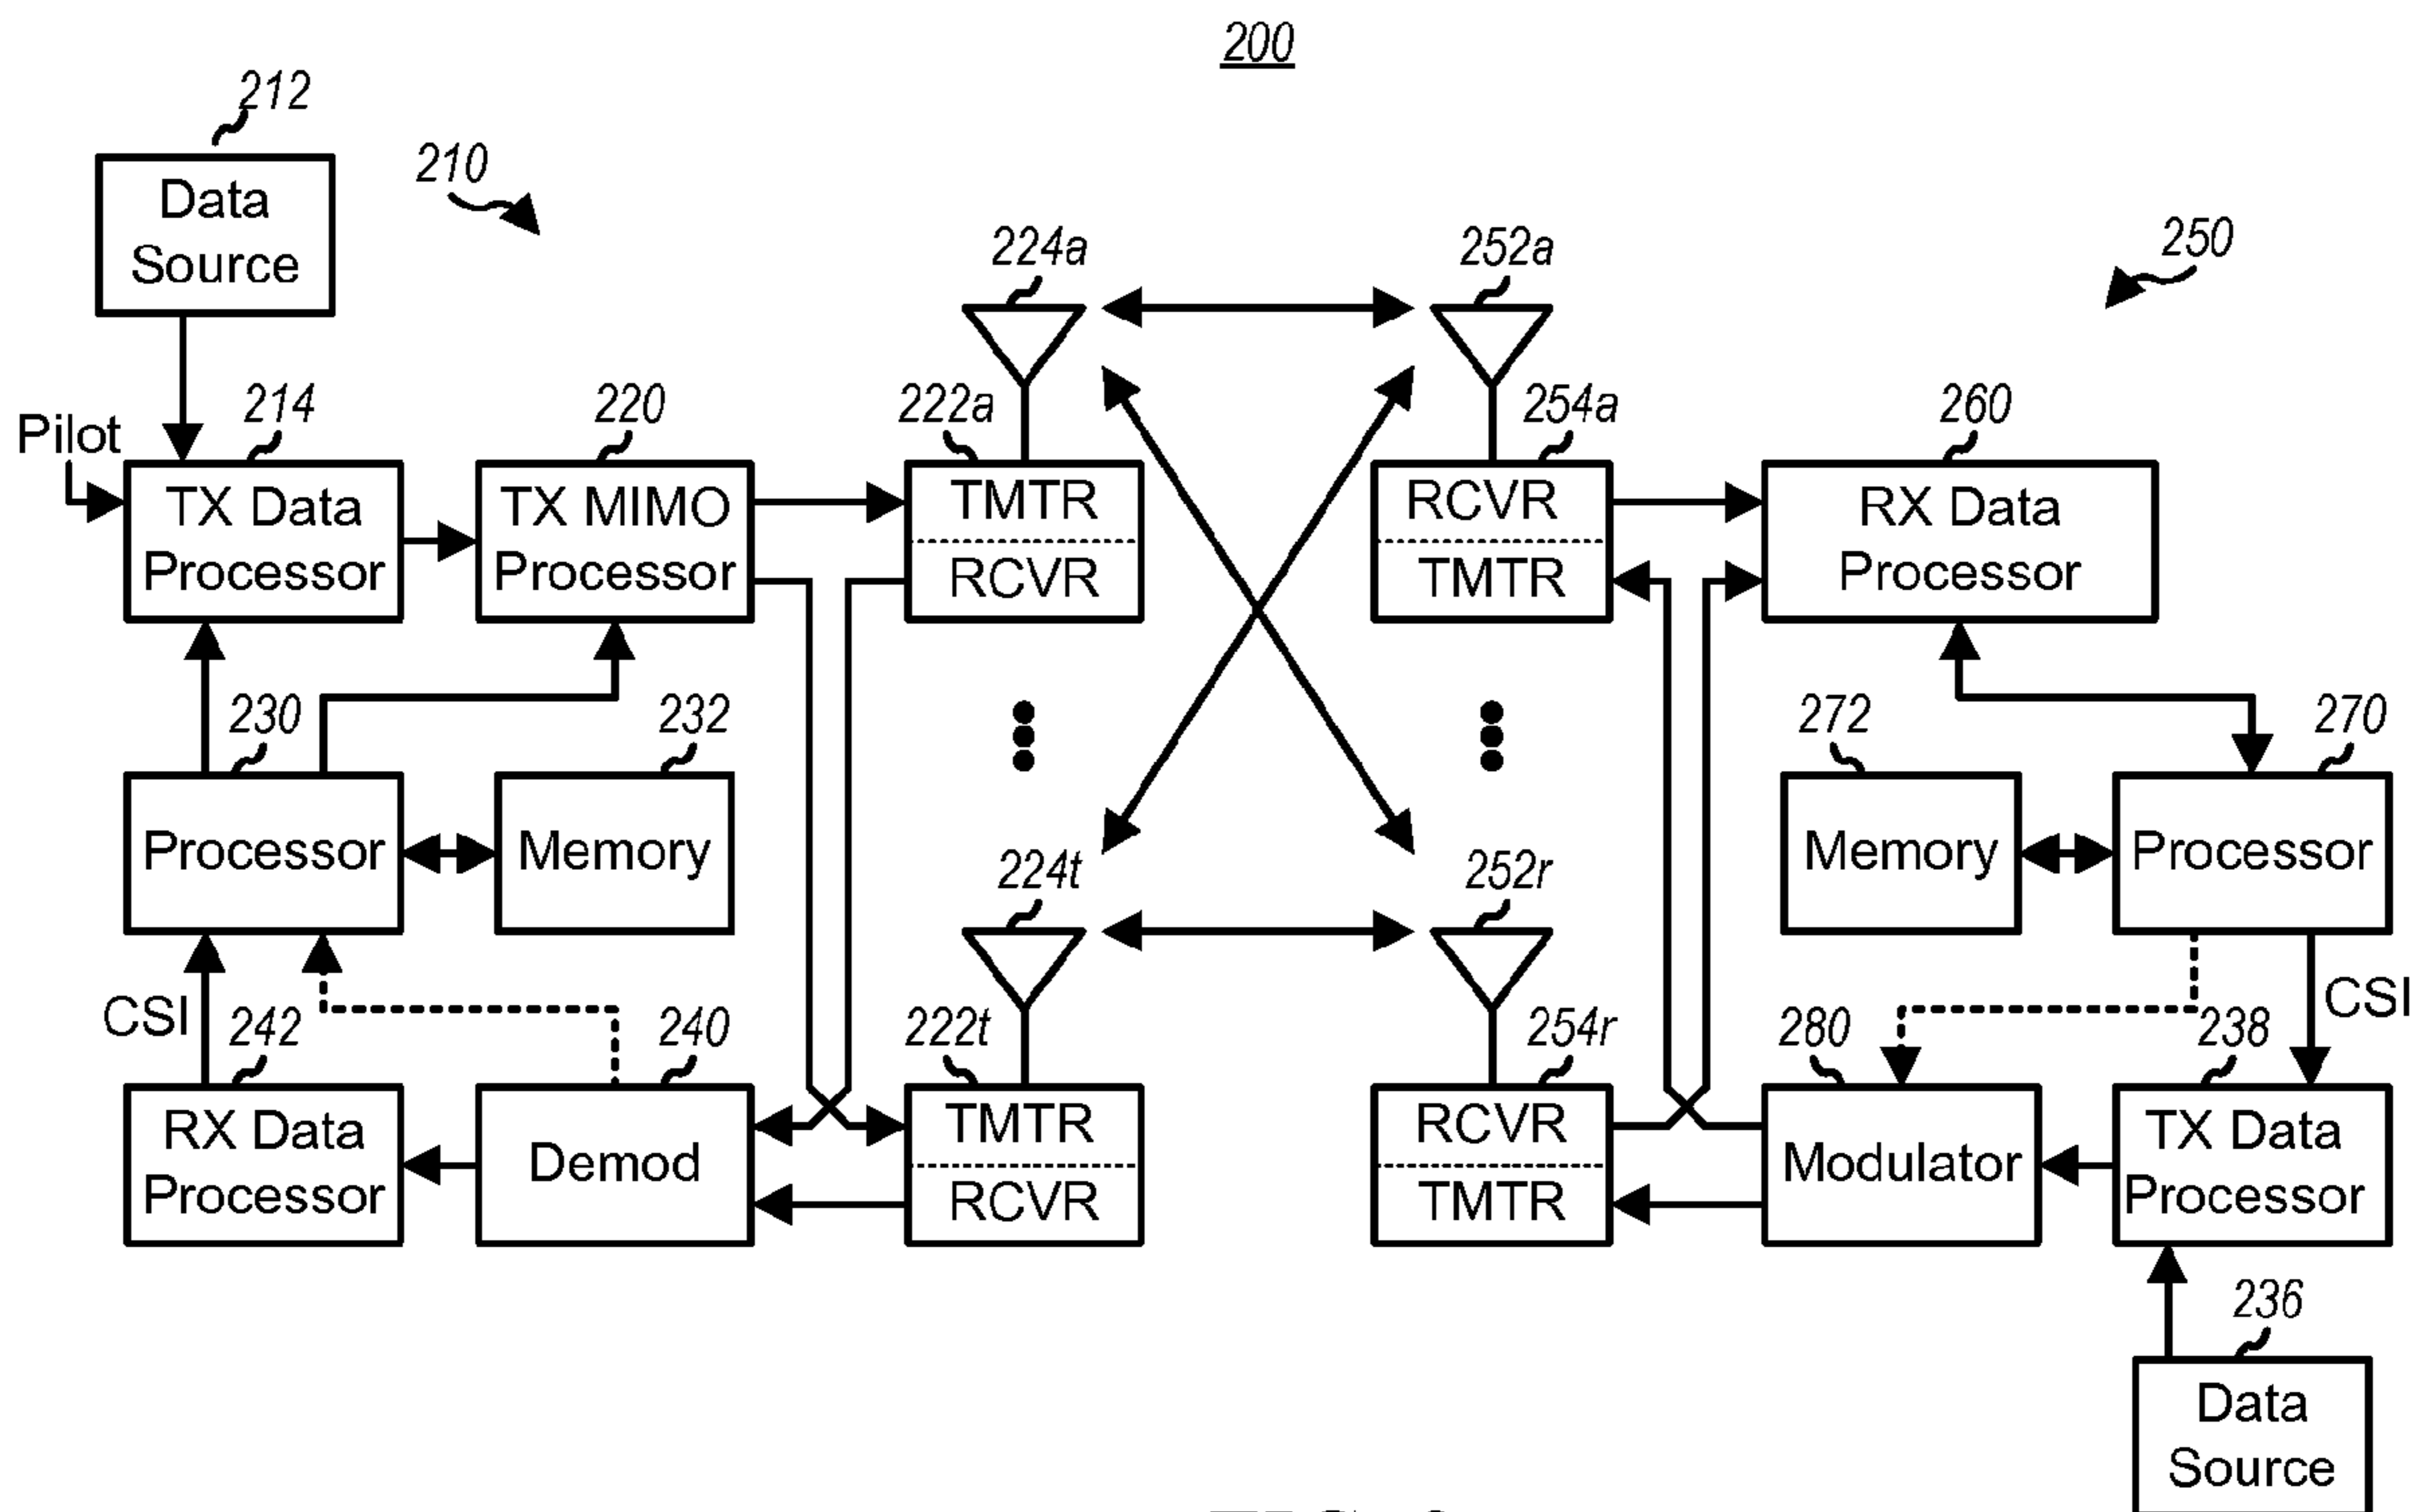 200
212
Data
Source
210
250
224a
252a
Pilot
214
220
222a
254a
260
TX Data
Processor
TX MIMO
Processor
TMTR
RCVR
RCVR
TMTR
RX Data
Processor
230
232
272
270
Processor
Memory
Memory
Processor
224t
252r
CSI
CSI
242
240
222t
254r
280
238
RX Data
Processor
Demod
TMTR
RCVR
RCVR
TMTR
Modulator
TX Data
Processor
236
Data
Source